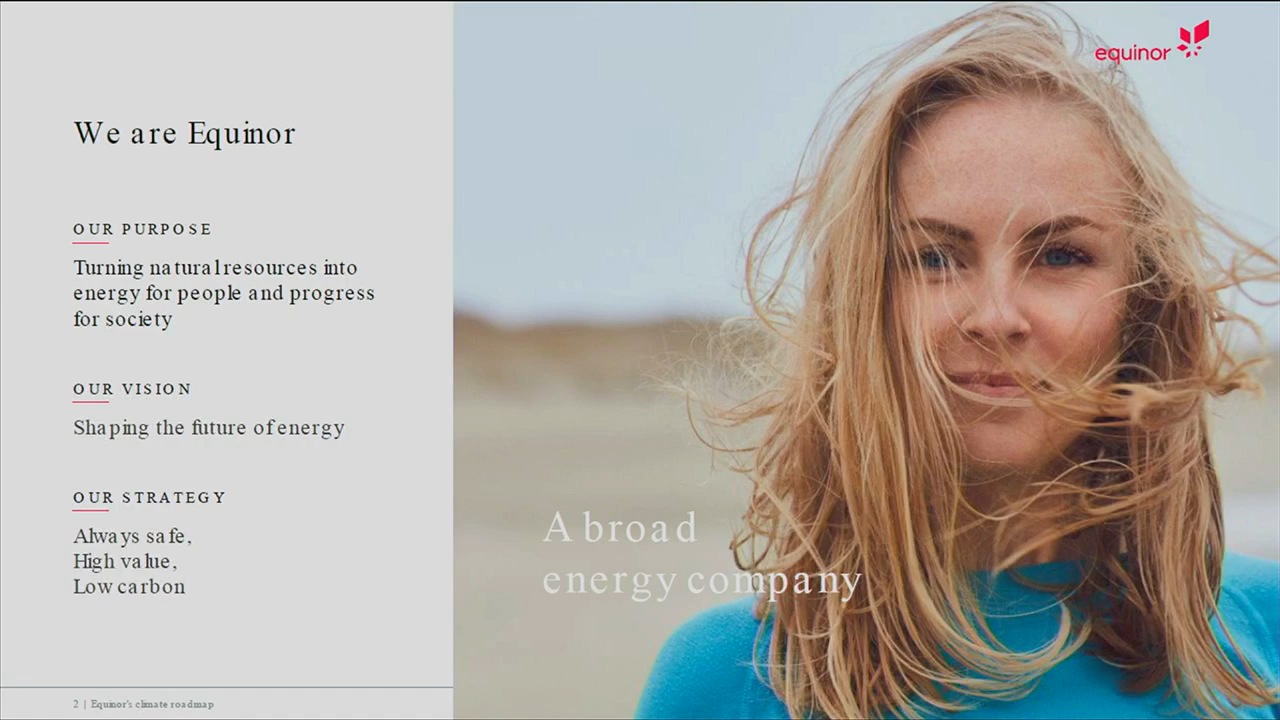 equinor
We are Equinor
OUR PURPOSE
Turning natural resources into
energy for people and progress
for society
OUR VISION
Shaping the future of energy
OUR STRATEGY
Always safe,
High value,
Low carbon
A broad
energy company
2 | Equinor's climate roadmap